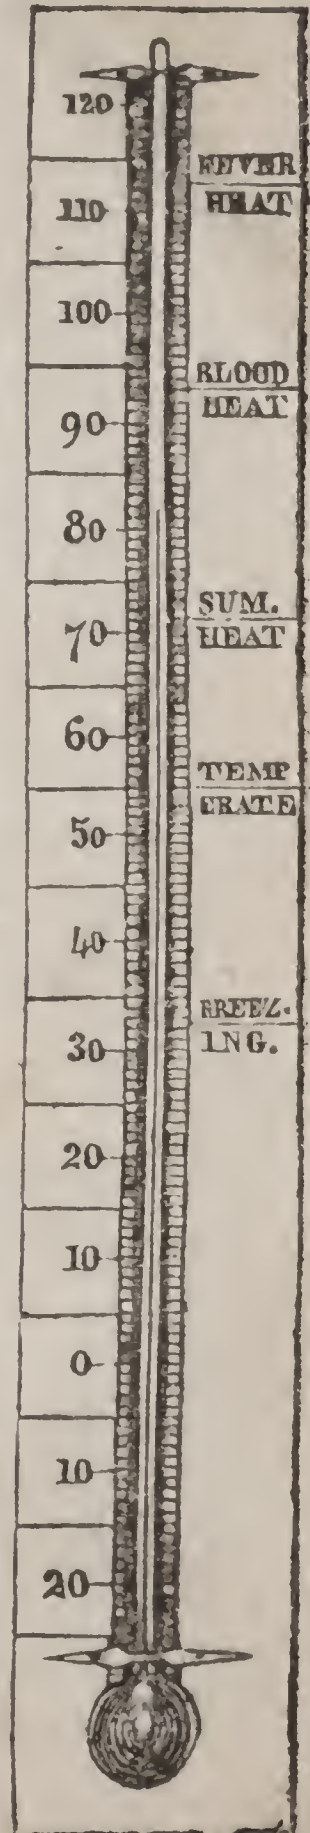 120
FEVER
HEAT
110
100
BLOOD
HEAT
90
80
SUM.
HEAT
70
60
TEMP
ERATE
50
40
FREEZ-
ING.
30
20
10
0
10
20